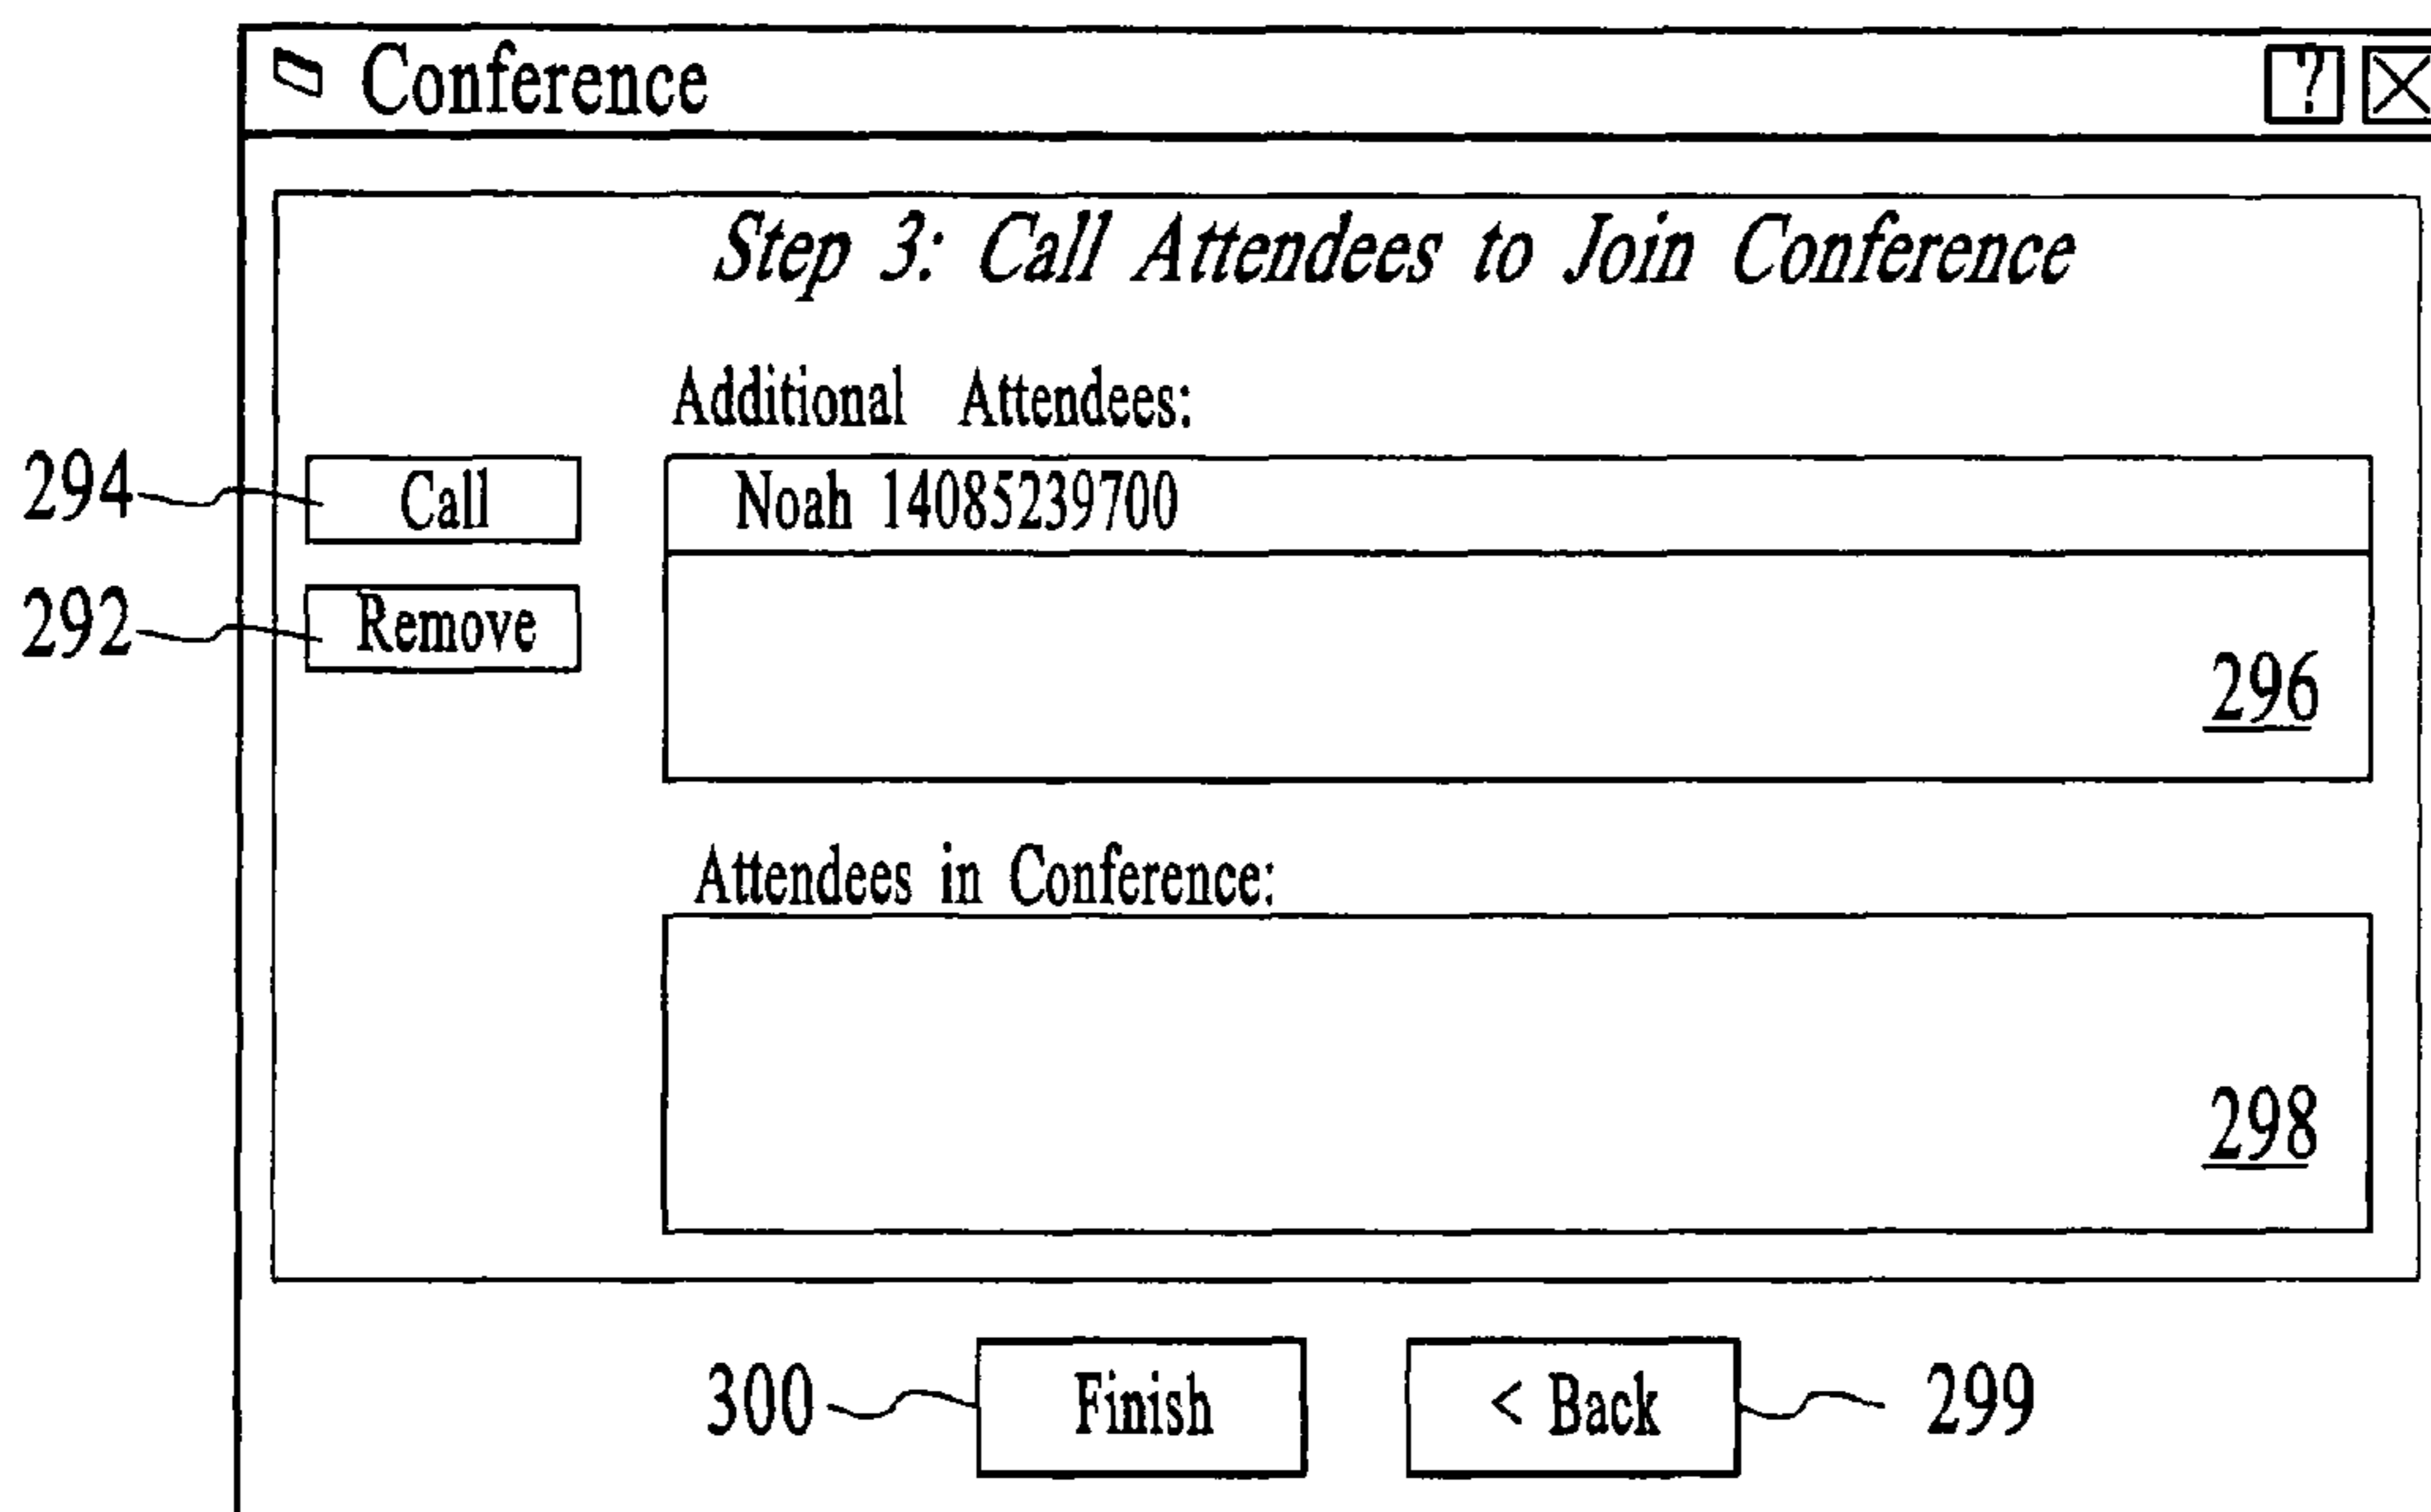 Conference ?
Step 3: Call Attendees to Join Conference
Additional Attendees:
294 Call Noah 14085239700
292 Remove
296
Attendees in Conference:
298
300 Finish < Back 299